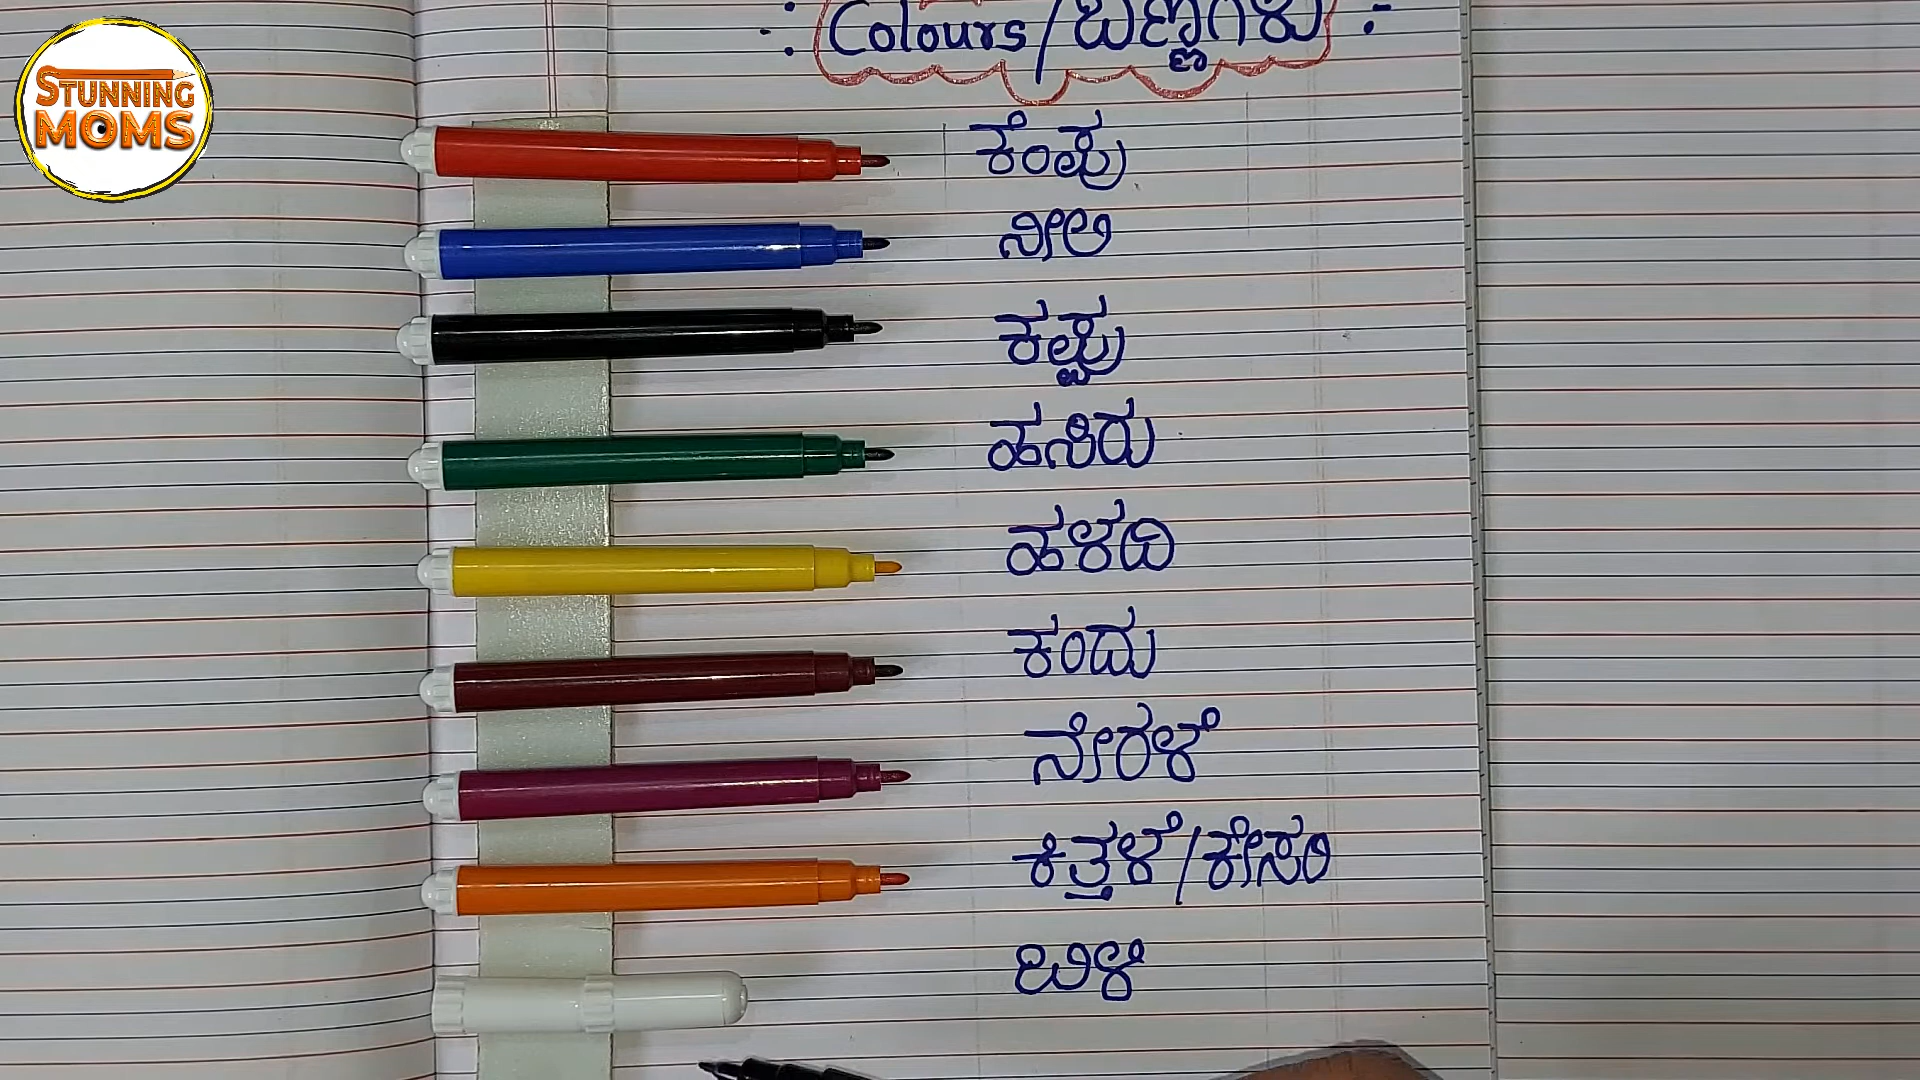 STUNNING
MOMS
Colours/ಬಣ್ಣಗಳು
ಕೆಂಪು
ನೀಲಿ
ಕಪ್ಪು
ಹಸಿರು
ಹಳದಿ
ಕಂದು
ನೇರಳೆ
ಕಿತ್ತಳೆ/ಕೇಸರಿ
ಬಿಳಿ